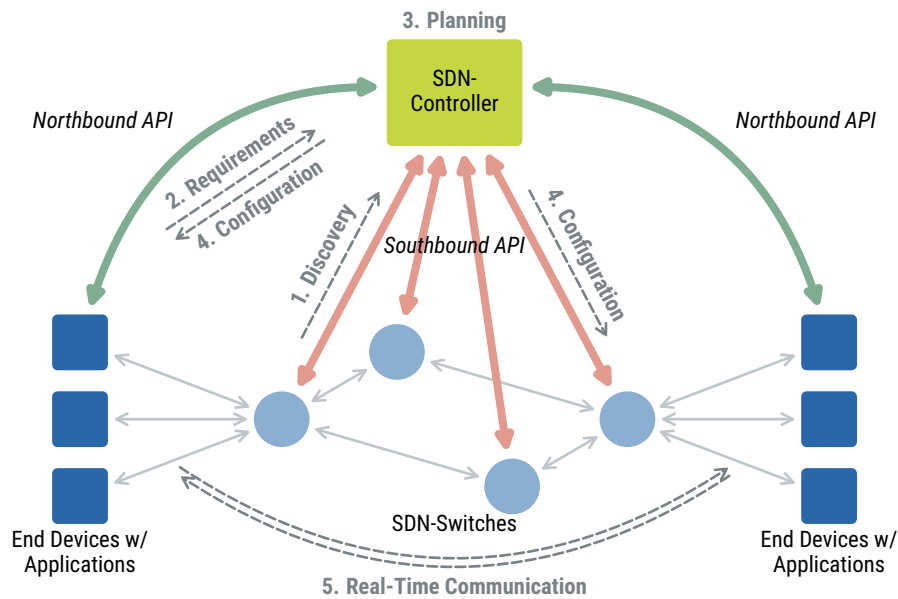 3. Planning
SDN-
Controller
Northbound API
Northbound API
2. Requirements
4. Configuration
1. Discovery
Southbound API
4. Configuration
SDN-Switches
End Devices w/
Applications
End Devices w/
Applications
5. Real-Time Communication